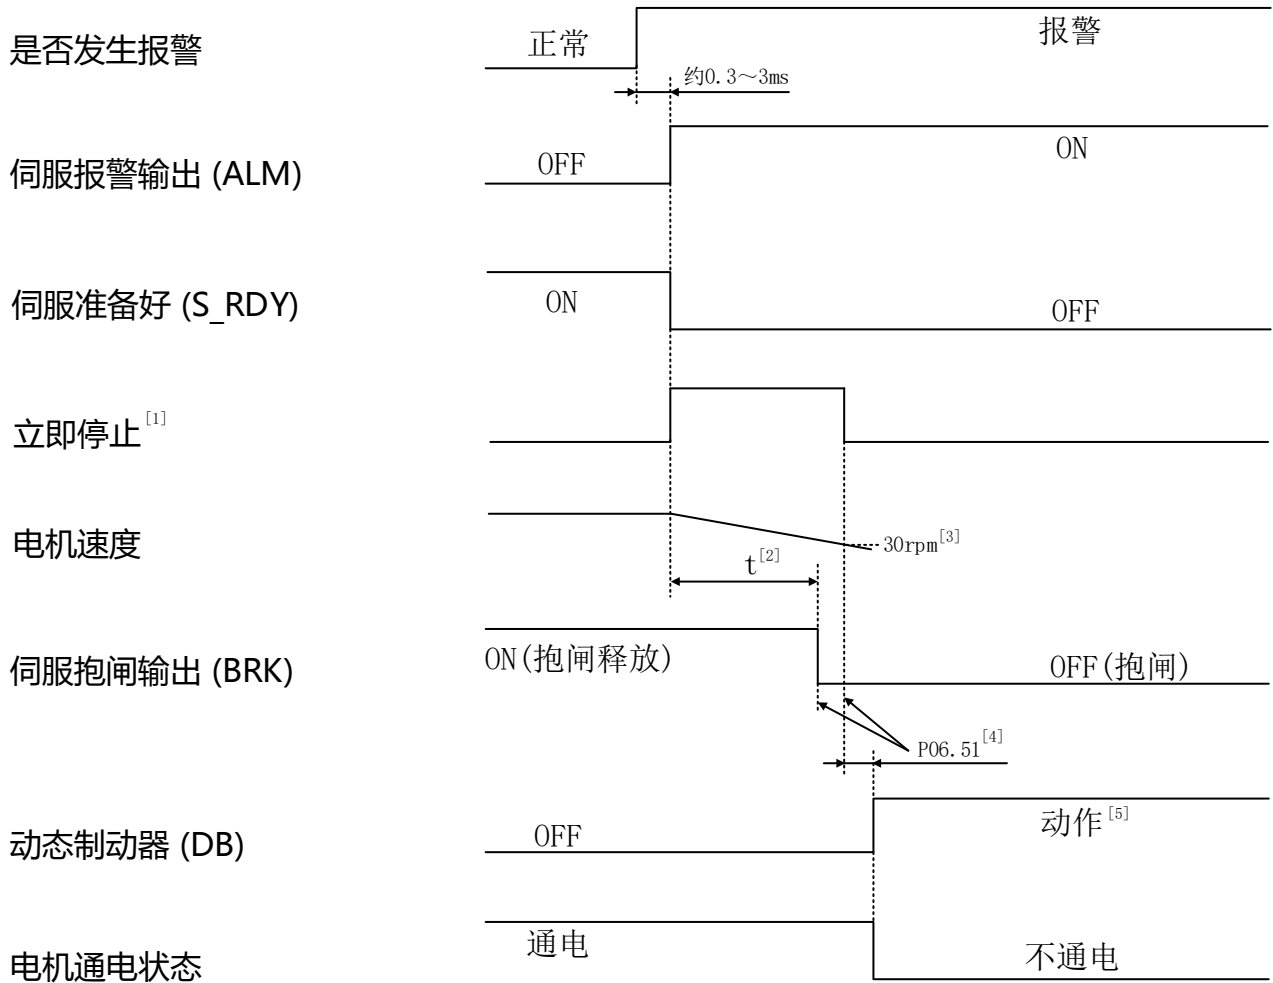 是否发生报警
正常
报警
约0.3～3ms
伺服报警输出 (ALM)
OFF
ON
伺服准备好 (S_RDY)
ON
OFF
立即停止[1]
电机速度
30rpm[3]
t[2]
伺服抱闸输出 (BRK)
ON(抱闸释放)
OFF(抱闸)
P06.51[4]
动态制动器 (DB)
OFF
动作[5]
电机通电状态
通电
不通电